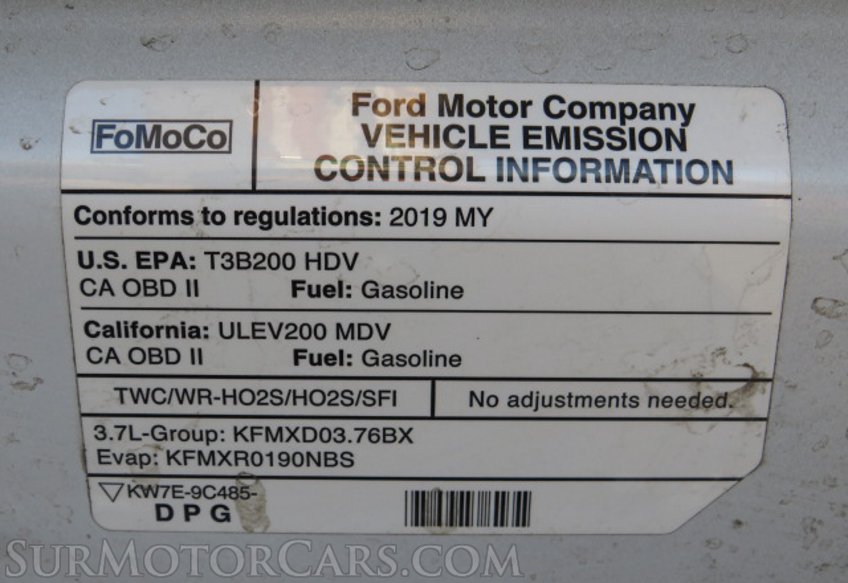 FoMoCo
Ford Motor Company
VEHICLE EMISSION
CONTROL INFORMATION
Conforms to regulations: 2019 MY
U.S. EPA: T3B200 HDV
CA OBD II Fuel: Gasoline
California: ULEV200 MDV
CA OBD II Fuel: Gasoline
TWC/WR-HO2S/HO2S/SFI No adjustments needed.
3.7L-Group: KFMXD03.76BX
Evap: KFMXR0190NBS
KW7E-9C485-
D P G
SURMOTORCARS.COM